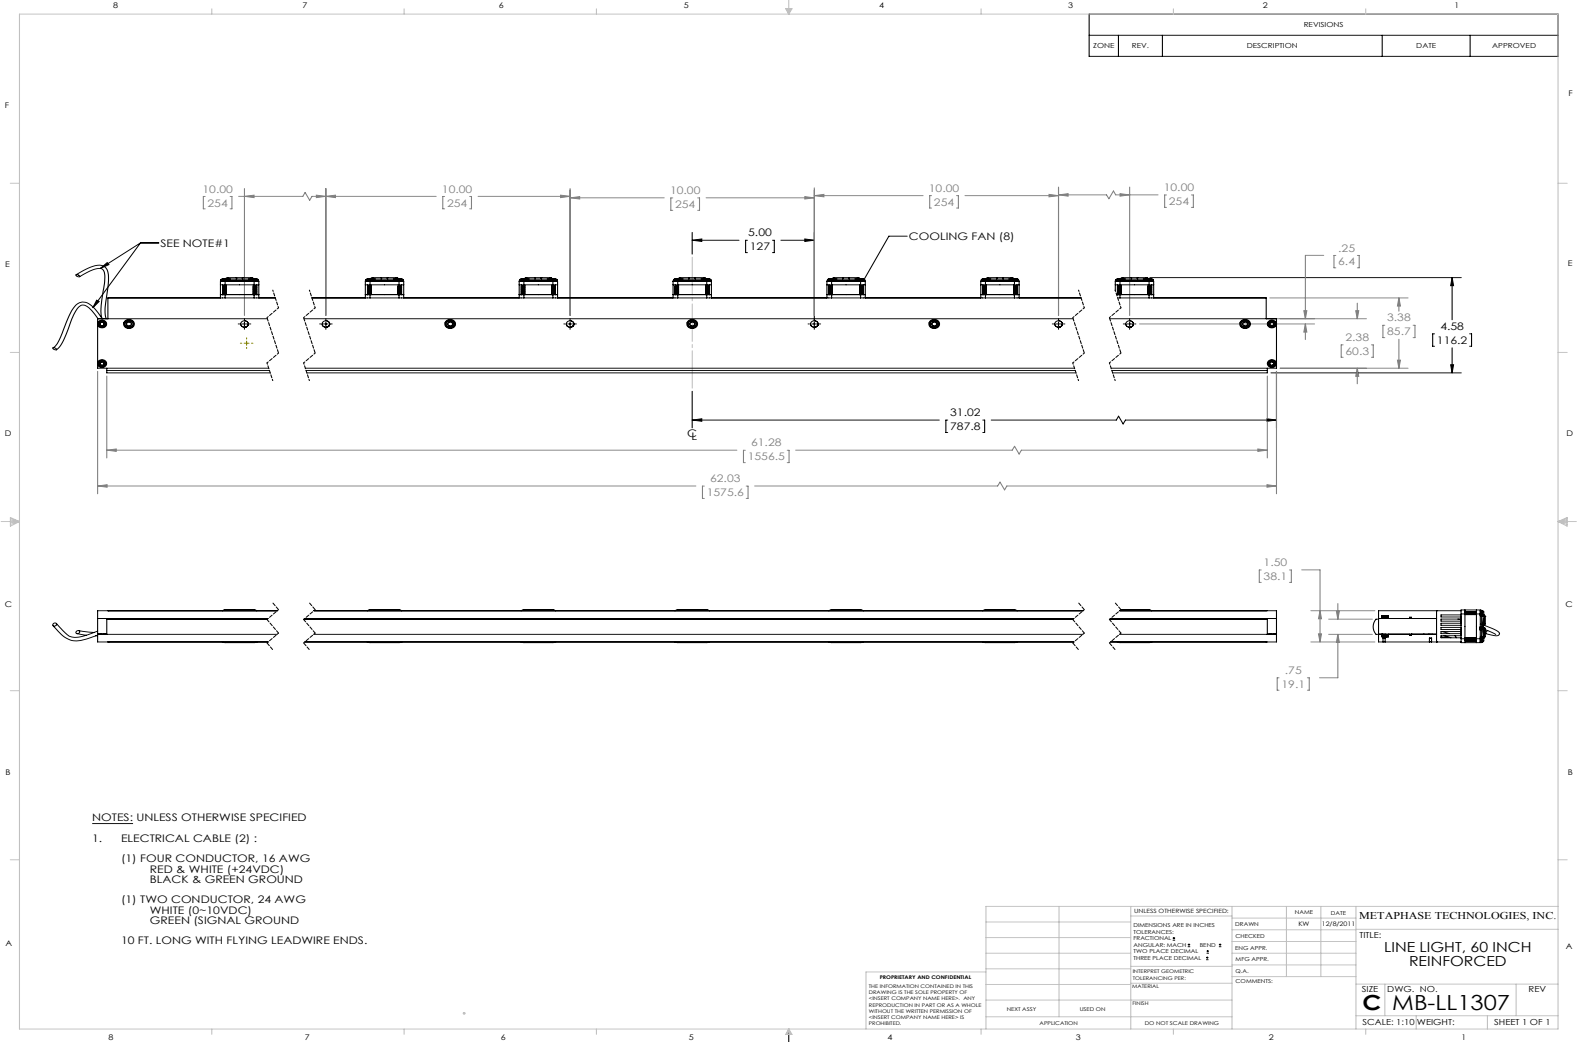 8 7 6 5 4 3 2 1
REVISIONS
ZONE REV. DESCRIPTION DATE APPROVED
F F
10.00
[254]
10.00
[254]
10.00
[254]
10.00
[254]
10.00
[254]
5.00
[127]
SEE NOTE#1
COOLING FAN (8)
.25
[6.4]
E E
3.38
[85.7]
4.58
[116.2]
2.38
[60.3]
31.02
[787.8]
D D
61.28
[1556.5]
62.03
[1575.6]
1.50
[38.1]
C C
.75
[19.1]
B B
NOTES: UNLESS OTHERWISE SPECIFIED
1. ELECTRICAL CABLE (2) :
(1) FOUR CONDUCTOR, 16 AWG
RED & WHITE (+24VDC)
BLACK & GREEN GROUND
(1) TWO CONDUCTOR, 24 AWG
WHITE (0~10VDC)
GREEN (SIGNAL GROUND
10 FT. LONG WITH FLYING LEADWIRE ENDS.
A A
PROPRIETARY AND CONFIDENTIAL
THE INFORMATION CONTAINED IN THIS
DRAWING IS THE SOLE PROPERTY OF
<INSERT COMPANY NAME HERE>. ANY
REPRODUCTION IN PART OR AS A WHOLE
WITHOUT THE WRITTEN PERMISSION OF
<INSERT COMPANY NAME HERE> IS
PROHIBITED.
NEXT ASSY USED ON
APPLICATION
UNLESS OTHERWISE SPECIFIED:
DIMENSIONS ARE IN INCHES
TOLERANCES:
FRACTIONAL ±
ANGULAR: MACH ± BEND ±
TWO PLACE DECIMAL ±
THREE PLACE DECIMAL ±
INTERPRET GEOMETRIC
TOLERANCING PER:
MATERIAL
FINISH
DO NOT SCALE DRAWING
NAME DATE
DRAWN KW 12/8/2011
CHECKED
ENG APPR.
MFG APPR.
Q.A.
COMMENTS:
METAPHASE TECHNOLOGIES, INC.
TITLE:
LINE LIGHT, 60 INCH
REINFORCED
SIZE DWG. NO. REV
C MB-LL1307
SCALE: 1:10 WEIGHT: SHEET 1 OF 1
8 7 6 5 4 3 2 1